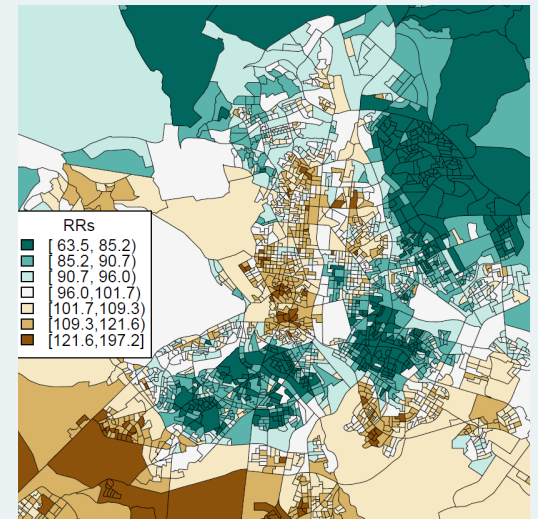 RRs
[ 63.5, 85.2)
[ 85.2, 90.7)
[ 90.7, 96.0)
[ 96.0,101.7)
[101.7,109.3)
[109.3,121.6)
[121.6,197.2]